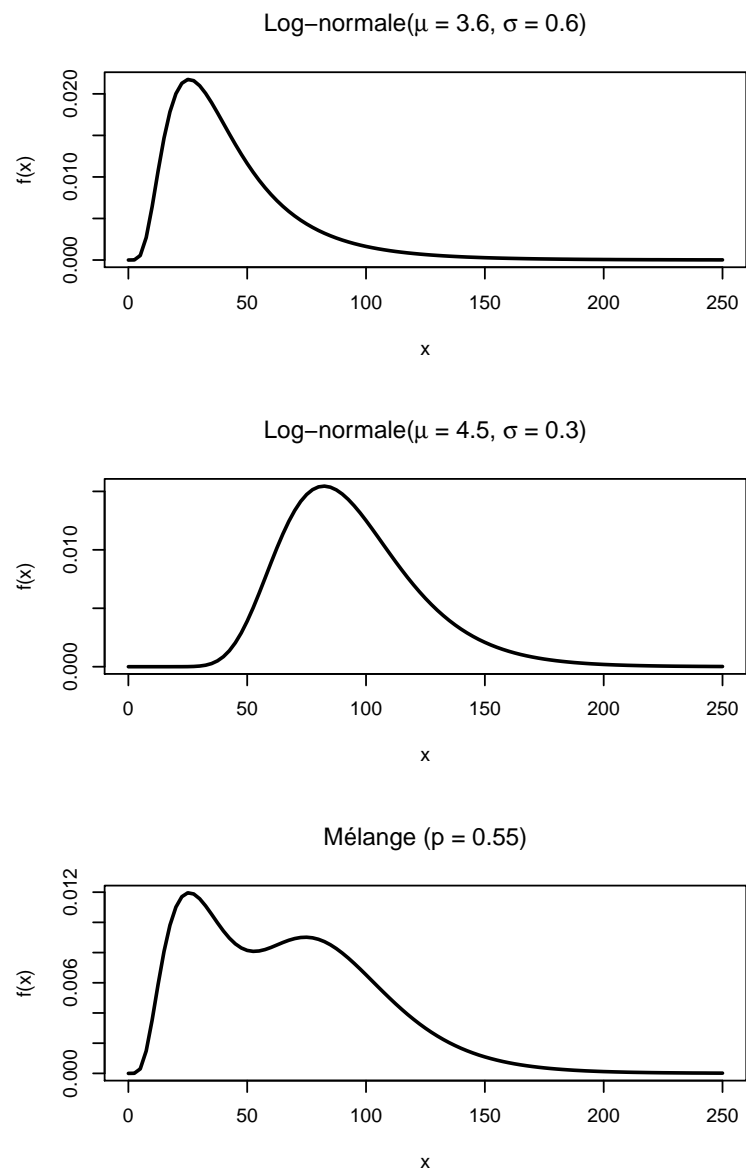 Log−normale(μ = 3.6, σ = 0.6)
f(x)
0.020
0.010
0.000
0 50 100 150 200 250
x
Log−normale(μ = 4.5, σ = 0.3)
f(x)
0.010
0.000
0 50 100 150 200 250
x
Mélange (p = 0.55)
f(x)
0.012
0.006
0.000
0 50 100 150 200 250
x